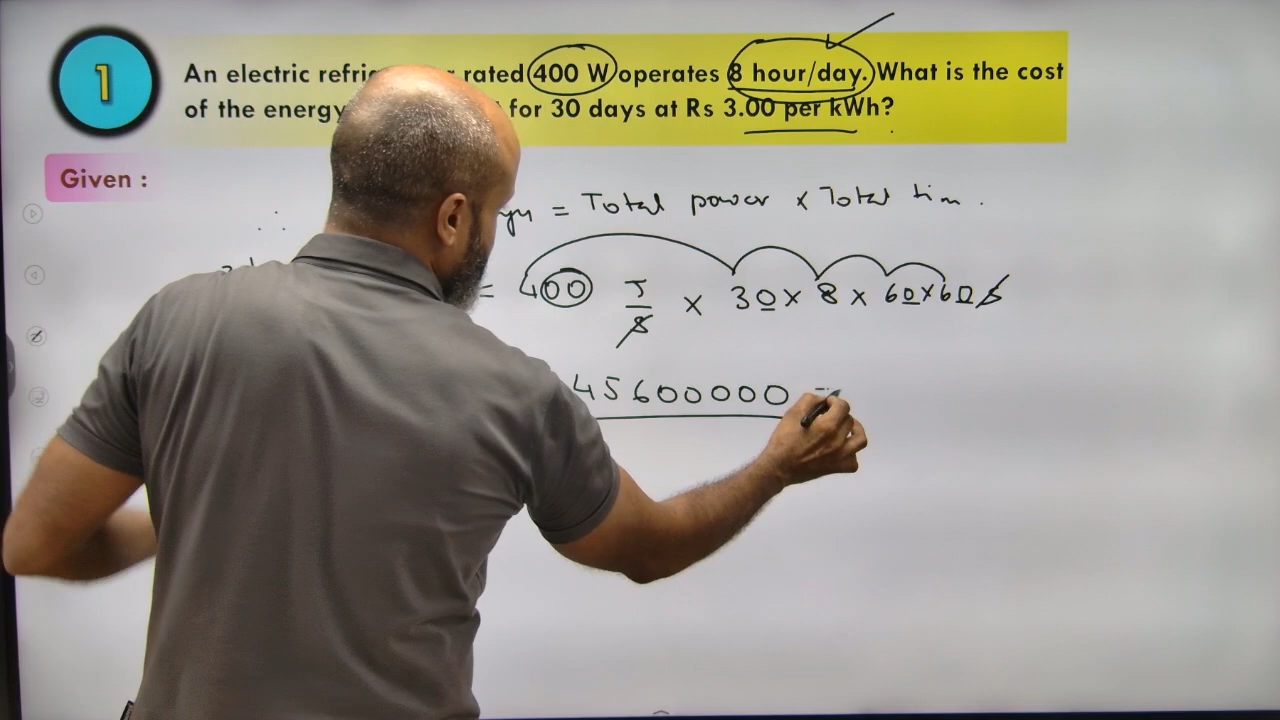 1
An electric rated 400 W operates 8 hour/day. What is the cost
of the energy for 30 days at Rs 3.00 per kWh?
Given :
= Total power × Total tim .
= 400 J/s × 30 × 8 × 60 × 60 s
45600000